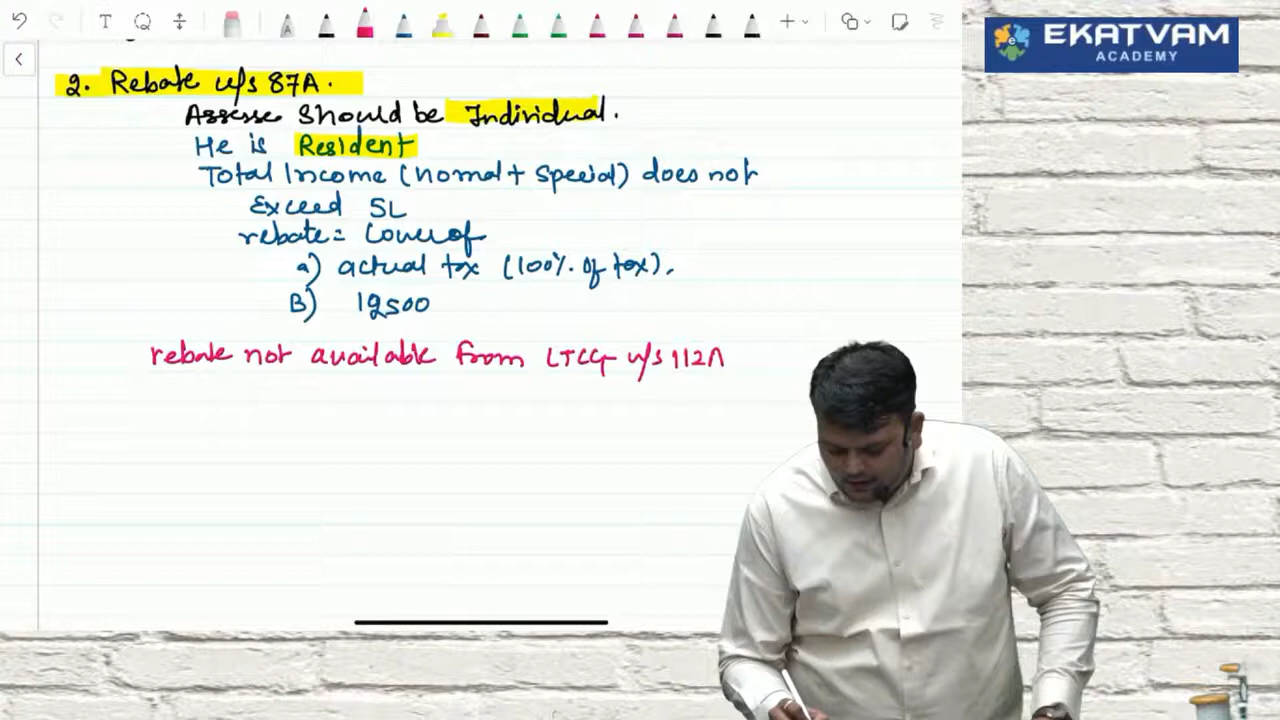 EKATVAM
ACADEMY
2. Rebate u/s 87A.
Assesse Should be Individual.
He is Resident
Total Income (normal + Special) does not
Exceed 5L
rebate = Lower of
a) actual tax (100% of tax).
B) 12500
rebate not available from LTCG u/s 112A